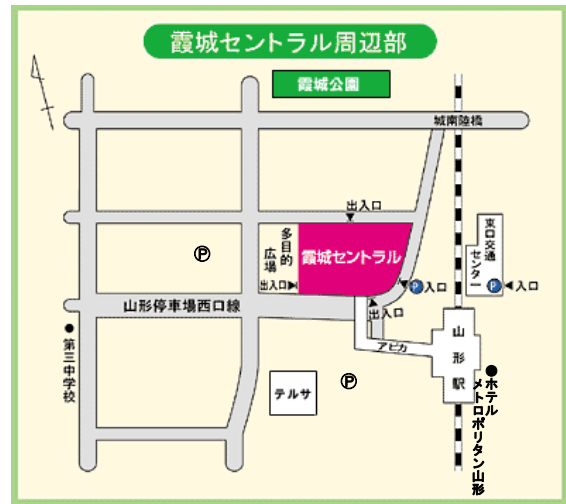 霞城セントラル周辺部
霞城公園
城南陸橋
出入口
多目的
広場
霞城セントラル
出入口
P
P
入口
東口交通
センター
P
入口
出入口
山形停車場西口線
第三中学校
アピカ
山形駅
テルサ
P
ホテル
メトロポリタン山形